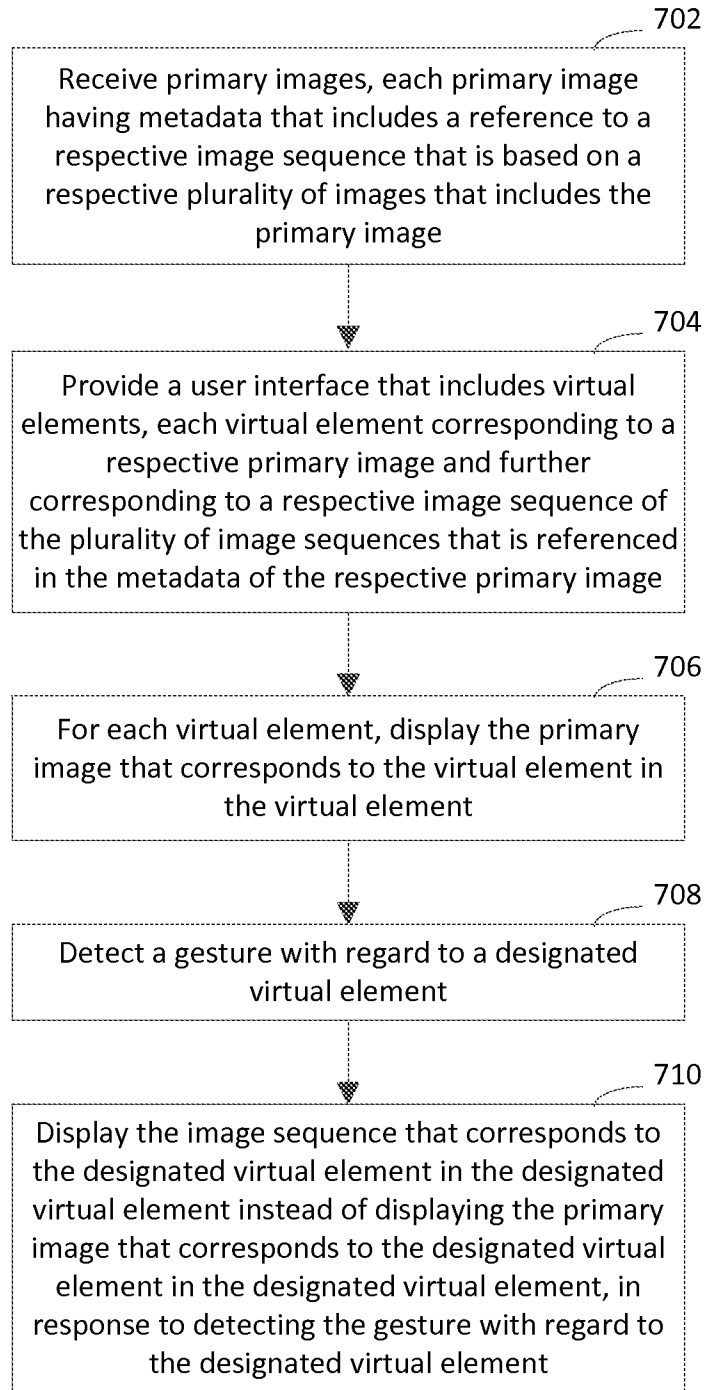 702
Receive primary images, each primary image
having metadata that includes a reference to a
respective image sequence that is based on a
respective plurality of images that includes the
primary image
704
Provide a user interface that includes virtual
elements, each virtual element corresponding to a
respective primary image and further
corresponding to a respective image sequence of
the plurality of image sequences that is referenced
in the metadata of the respective primary image
706
For each virtual element, display the primary
image that corresponds to the virtual element in
the virtual element
708
Detect a gesture with regard to a designated
virtual element
710
Display the image sequence that corresponds to
the designated virtual element in the designated
virtual element instead of displaying the primary
image that corresponds to the designated virtual
element in the designated virtual element, in
response to detecting the gesture with regard to
the designated virtual element